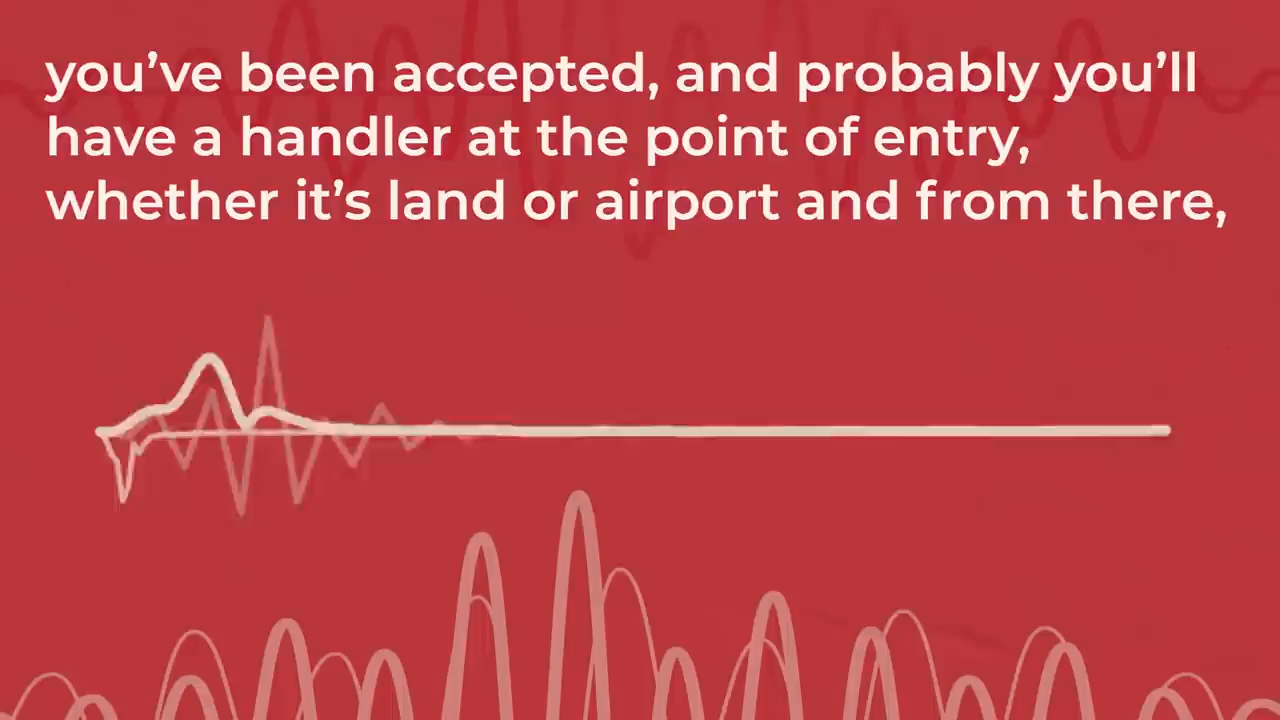 you’ve been accepted, and probably you’ll
have a handler at the point of entry,
whether it’s land or airport and from there,